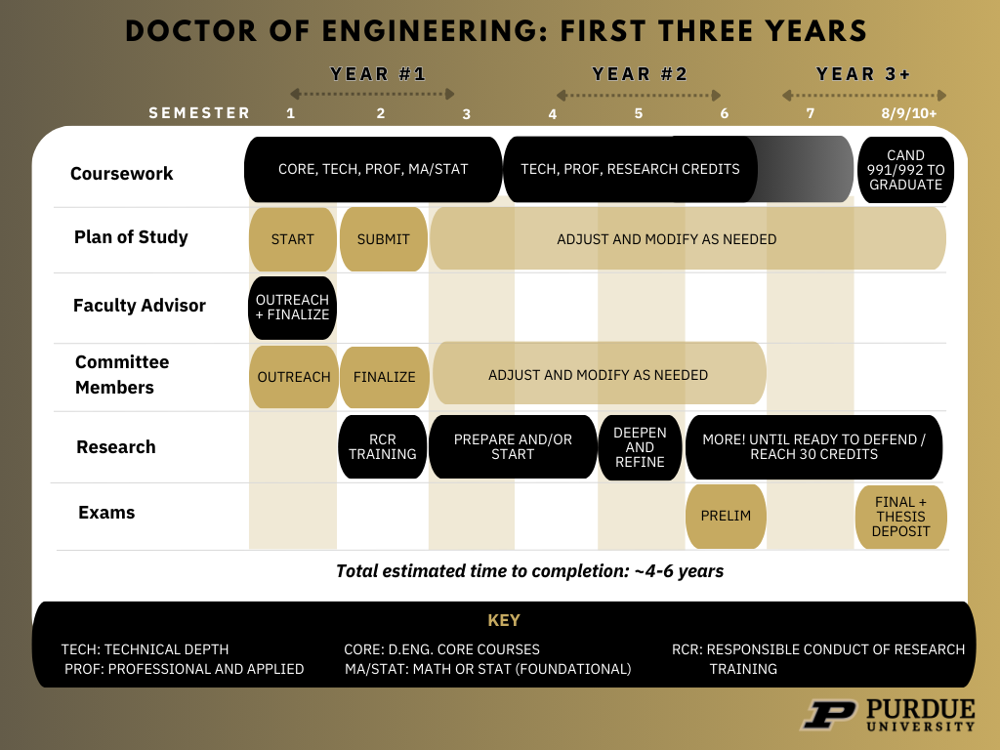 DOCTOR OF ENGINEERING: FIRST THREE YEARS
YEAR #1 YEAR #2 YEAR 3+
SEMESTER 1 2 3 4 5 6 7 8/9/10+
Coursework
CORE, TECH, PROF, MA/STAT
TECH, PROF, RESEARCH CREDITS
CAND
991/992 TO
GRADUATE
Plan of Study
START
SUBMIT
ADJUST AND MODIFY AS NEEDED
Faculty Advisor
OUTREACH
+ FINALIZE
Committee
Members
OUTREACH
FINALIZE
ADJUST AND MODIFY AS NEEDED
Research
RCR
TRAINING
PREPARE AND/OR
START
DEEPEN
AND
REFINE
MORE! UNTIL READY TO DEFEND /
REACH 30 CREDITS
Exams
PRELIM
FINAL +
THESIS
DEPOSIT
Total estimated time to completion: ~4-6 years
KEY
TECH: TECHNICAL DEPTH
PROF: PROFESSIONAL AND APPLIED
CORE: D.ENG. CORE COURSES
MA/STAT: MATH OR STAT (FOUNDATIONAL)
RCR: RESPONSIBLE CONDUCT OF RESEARCH
TRAINING
P PURDUE
UNIVERSITY